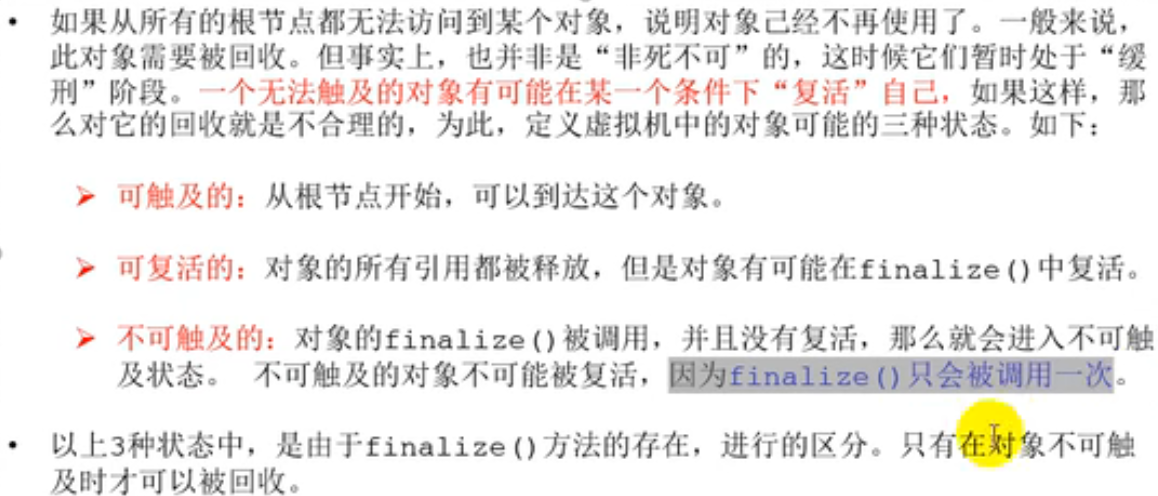 • 如果从所有的根节点都无法访问到某个对象，说明对象己经不再使用了。一般来说，
此对象需要被回收。但事实上，也并非是“非死不可”的，这时候它们暂时处于“缓
刑”阶段。一个无法触及的对象有可能在某一个条件下“复活”自己，如果这样，那
么对它的回收就是不合理的，为此，定义虚拟机中的对象可能的三种状态。如下：
➢ 可触及的：从根节点开始，可以到达这个对象。
➢ 可复活的：对象的所有引用都被释放，但是对象有可能在finalize()中复活。
➢ 不可触及的：对象的finalize()被调用，并且没有复活，那么就会进入不可触
及状态。 不可触及的对象不可能被复活，因为finalize()只会被调用一次。
• 以上3种状态中，是由于finalize()方法的存在，进行的区分。只有在对象不可触
及时才可以被回收。